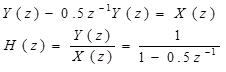 Y(z) − 0.5z⁻¹Y(z) = X(z)
H(z) = Y(z)/X(z) = 1/(1 − 0.5z⁻¹)